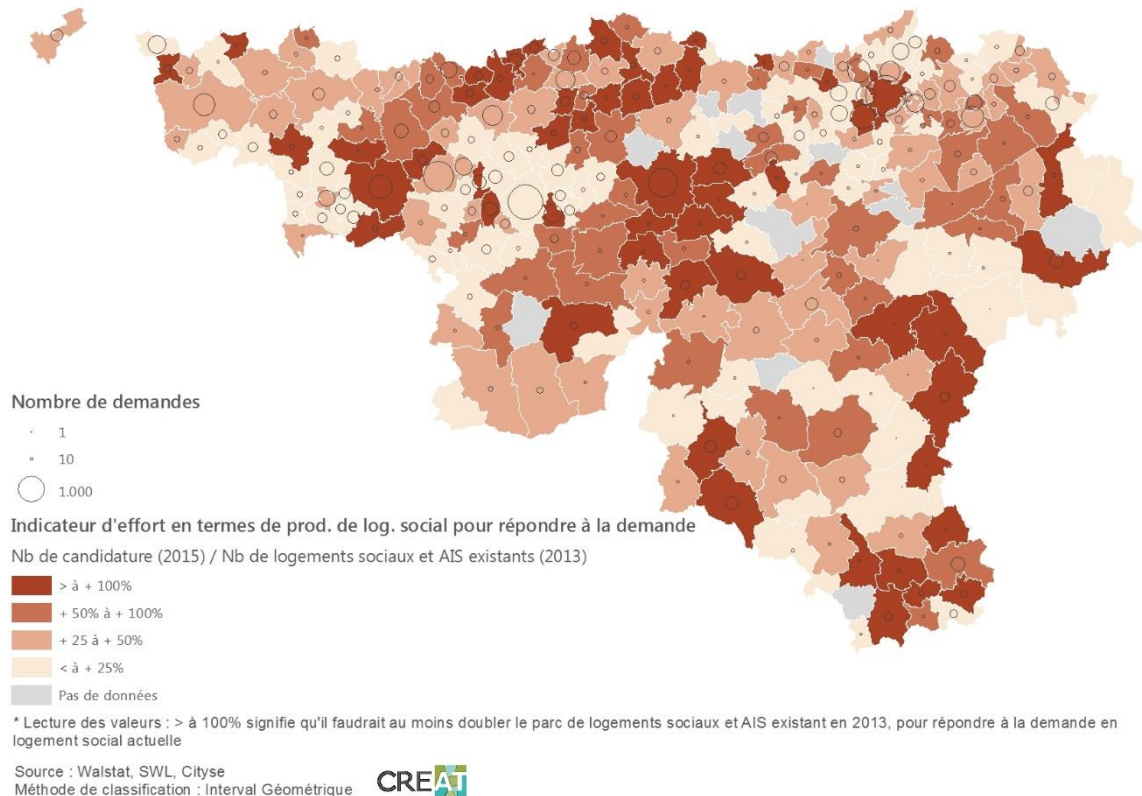 Nombre de demandes
1
10
1.000
Indicateur d'effort en termes de prod. de log. social pour répondre à la demande
Nb de candidature (2015) / Nb de logements sociaux et AIS existants (2013)
> à + 100%
+ 50% à + 100%
+ 25 à + 50%
< à + 25%
Pas de données
* Lecture des valeurs : > à 100% signifie qu'il faudrait au moins doubler le parc de logements sociaux et AIS existant en 2013, pour répondre à la demande en
logement social actuelle
Source : Walstat, SWL, Cityse
Méthode de classification : Interval Géométrique
CREAT